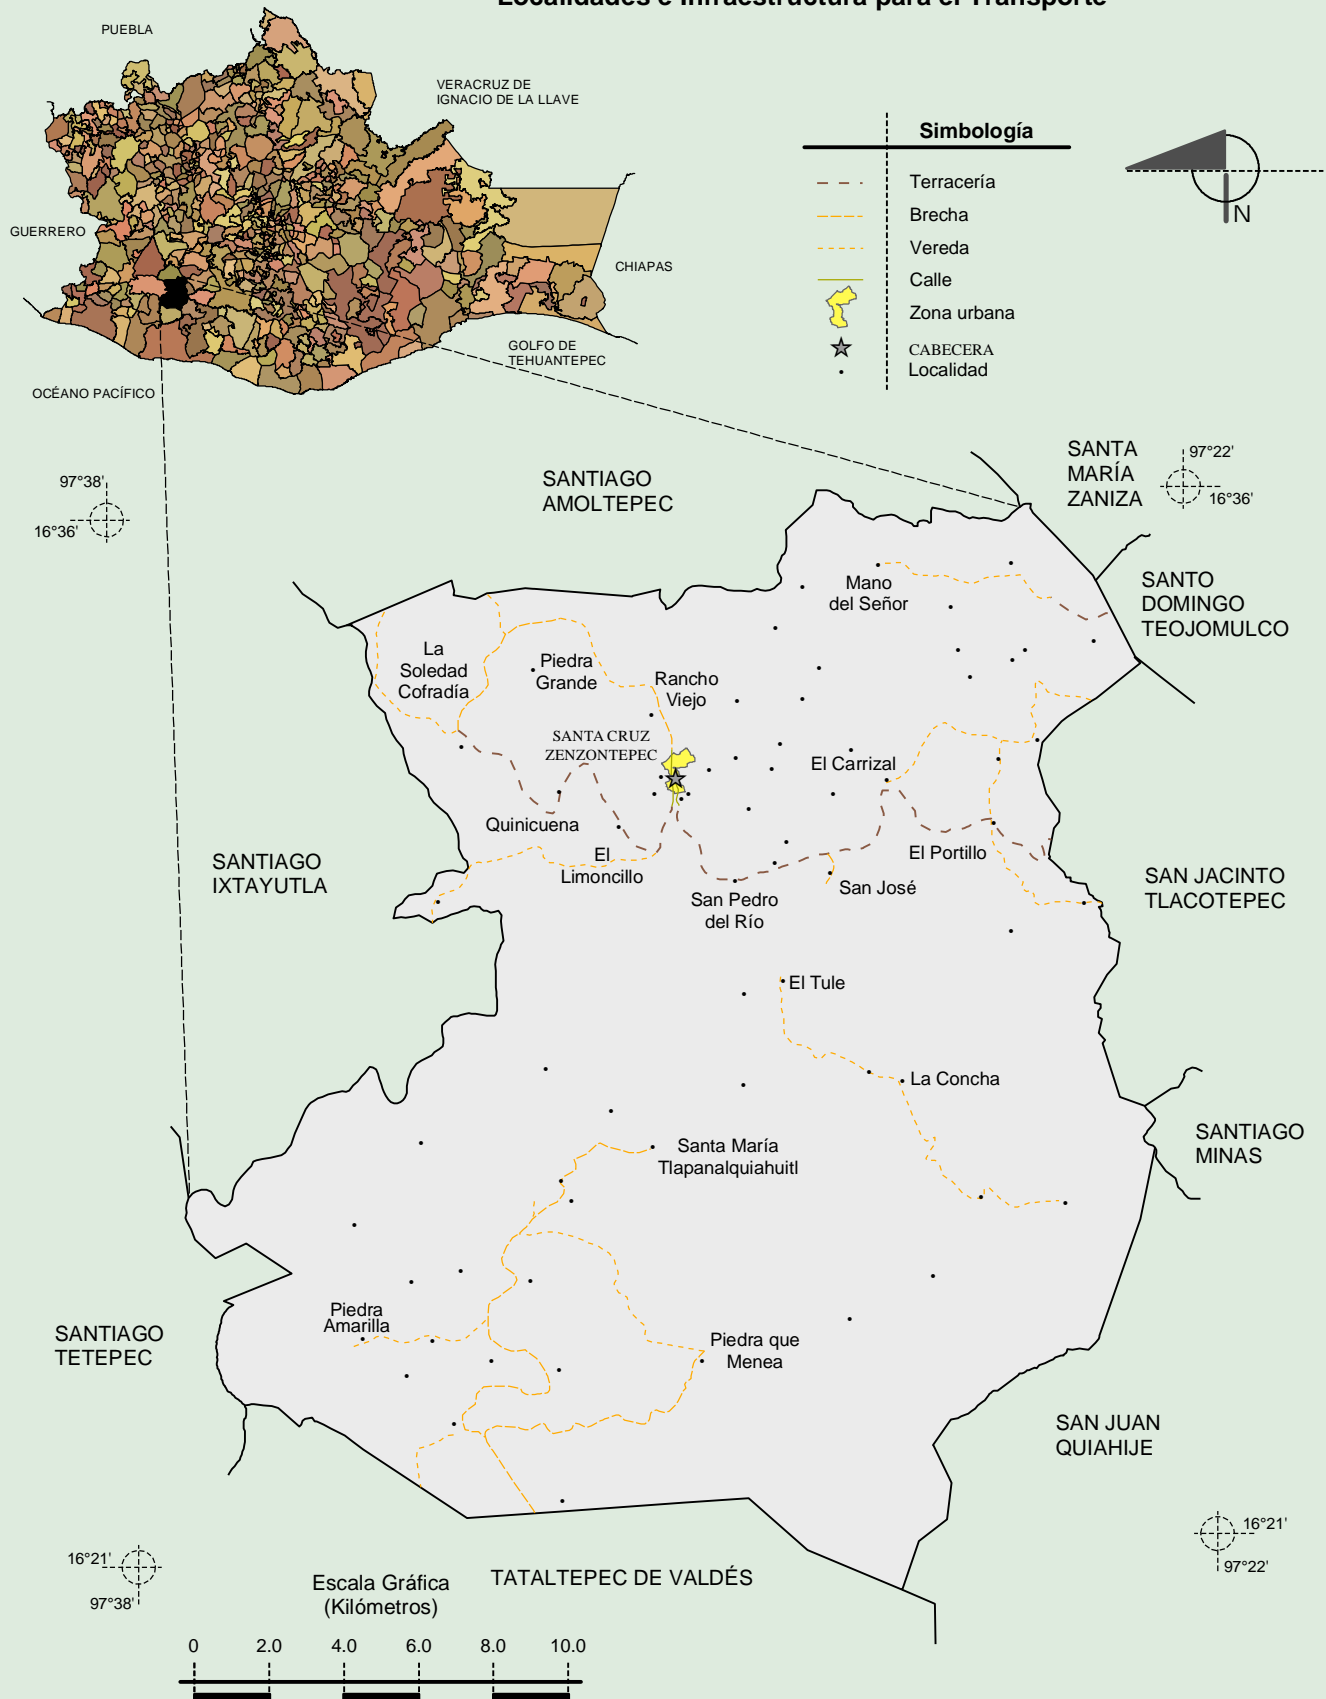 Localidades e Infraestructura para el Transporte
PUEBLA
VERACRUZ DE
IGNACIO DE LA LLAVE
GUERRERO
CHIAPAS
GOLFO DE
TEHUANTEPEC
OCÉANO PACÍFICO
Simbología
Terracería
Brecha
Vereda
Calle
Zona urbana
CABECERA
Localidad
N
97°38'
16°36'
SANTIAGO
AMOLTEPEC
SANTA
MARÍA
ZANIZA
97°22'
16°36'
SANTO
DOMINGO
TEOJOMULCO
Mano
del Señor
La
Soledad
Cofradía
Piedra
Grande
Rancho
Viejo
SANTA CRUZ
ZENZONTEPEC
El Carrizal
Quinicuena
El
Limoncillo
El Portillo
San José
San Pedro
del Río
SANTIAGO
IXTAYUTLA
SAN JACINTO
TLACOTEPEC
El Tule
La Concha
Santa María
Tlapanalquiahuitl
SANTIAGO
MINAS
Piedra
Amarilla
Piedra que
Menea
SANTIAGO
TETEPEC
SAN JUAN
QUIAHIJE
16°21'
97°38'
16°21'
97°22'
TATALTEPEC DE VALDÉS
Escala Gráfica
(Kilómetros)
0 2.0 4.0 6.0 8.0 10.0